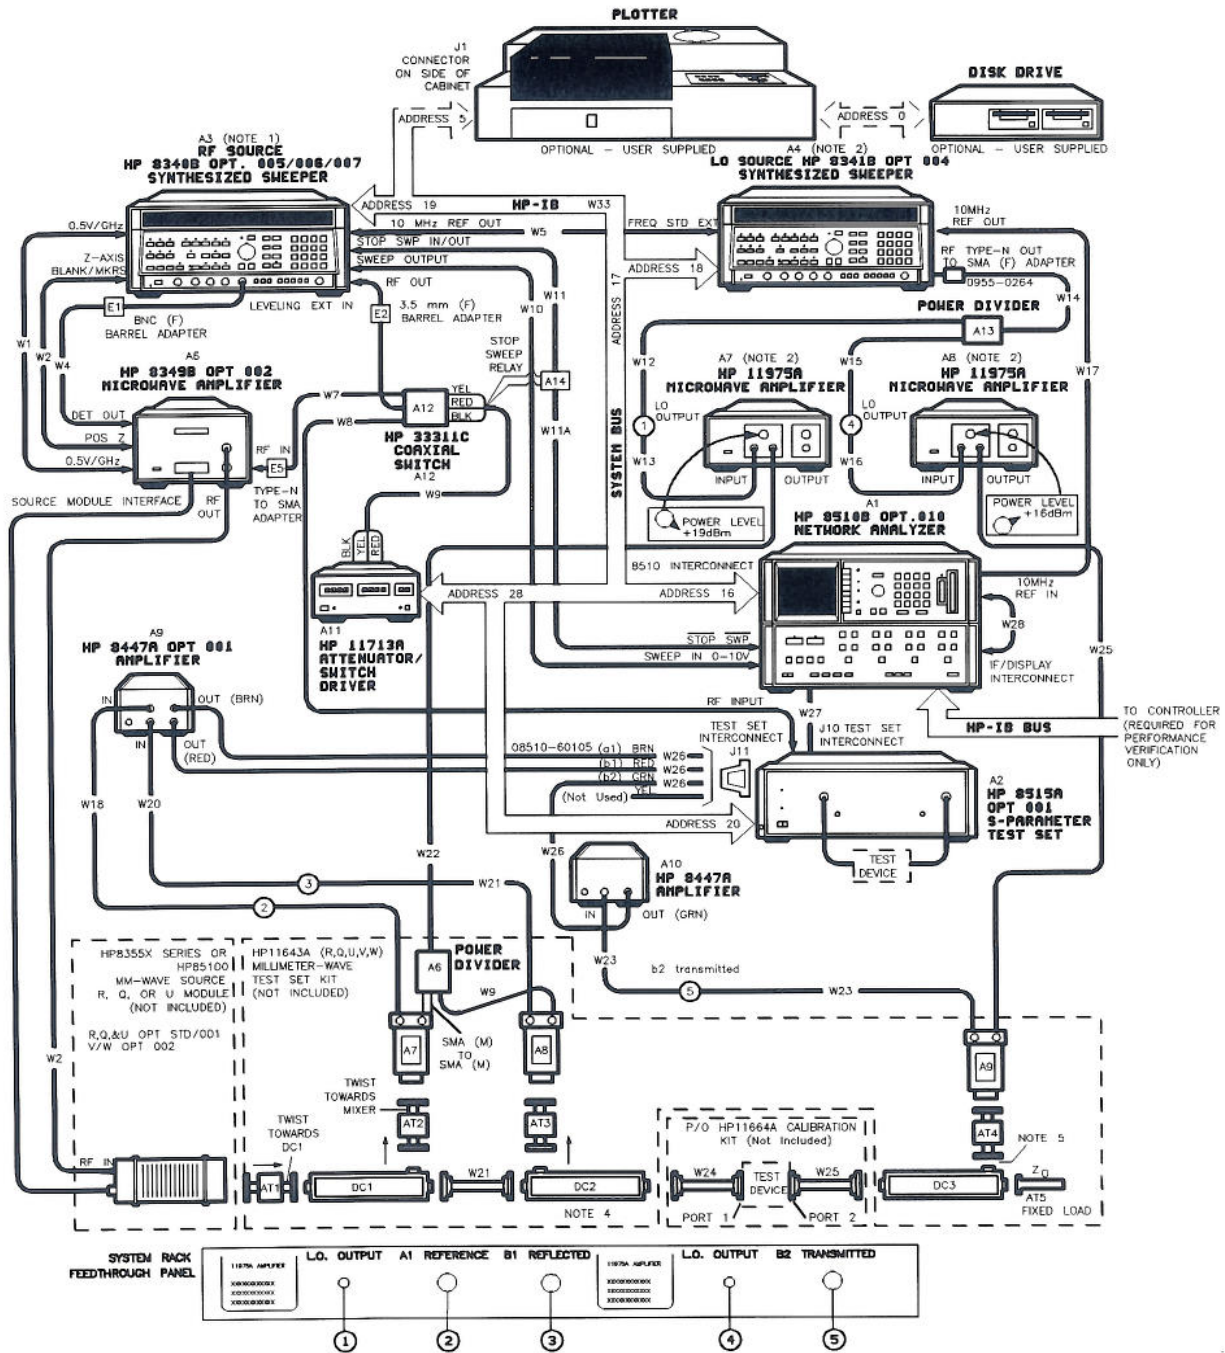 PLOTTER
J1
CONNECTOR
ON SIDE OF
CABINET
DISK DRIVE
ADDRESS 5
ADDRESS 0
OPTIONAL – USER SUPPLIED
OPTIONAL – USER SUPPLIED
A3 (NOTE 1)
RF SOURCE
HP 8340B OPT. 005/006/007
SYNTHESIZED SWEEPER
A4 (NOTE 2)
LO SOURCE HP 8341B OPT 004
SYNTHESIZED SWEEPER
ADDRESS 19
HP-IB
W33
0.5V/GHz
10 MHz REF OUT
W5
FREQ STD EXT
10MHz
REF OUT
STOP SWP IN/OUT
SWEEP OUTPUT
Z-AXIS
BLANK/MKRS
RF OUT
RF TYPE-N OUT
TO SMA (F) ADAPTER
0955-0264
ADDRESS 18
ADDRESS 17
E1
LEVELING EXT IN
BNC (F)
BARREL ADAPTER
E2
3.5 mm (F)
BARREL ADAPTER
W10
W11
W14
POWER DIVIDER
A13
W1
W2
W4
A5
HP 8349B OPT 002
MICROWAVE AMPLIFIER
STOP
SWEEP
RELAY
A14
W12
A7 (NOTE 2)
HP 11975A
MICROWAVE AMPLIFIER
W15
A8 (NOTE 2)
HP 11975A
MICROWAVE AMPLIFIER
W17
DET OUT
POS Z
0.5V/GHz
W7
W8
A12
YEL
RED
BLK
HP 33311C
COAXIAL
SWITCH
A12
W11A
LO
OUTPUT
1
W13
LO
OUTPUT
4
W16
SYSTEM BUS
RF IN
E5
TYPE-N
TO SMA
ADAPTER
SOURCE MODULE INTERFACE
RF
OUT
W9
INPUT
OUTPUT
INPUT
OUTPUT
POWER LEVEL
+19dBm
POWER LEVEL
+16dBm
A1
HP 8510B OPT.010
NETWORK ANALYZER
BLK
YEL
RED
8510 INTERCONNECT
ADDRESS 28
ADDRESS 16
10MHz
REF IN
W28
A11
HP 11713A
ATTENUATOR/
SWITCH
DRIVER
STOP SWP
SWEEP IN 0-10V
IF/DISPLAY
INTERCONNECT
W25
A9
HP 8447A OPT 001
AMPLIFIER
IN
OUT (BRN)
IN
OUT
(RED)
RF INPUT
W27
TO CONTROLLER
(REQUIRED FOR
PERFORMANCE
VERIFICATION
ONLY)
HP-IB BUS
TEST SET
INTERCONNECT
J11
J10 TEST SET
INTERCONNECT
08510-60105 (a1) BRN W26
(b1) RED W26
(b2) GRN W26
(Not Used) YEL
A2
HP 8515A
OPT 001
S-PARAMETER
TEST SET
ADDRESS 20
TEST
DEVICE
W18
W20
W22
W26
A10
HP 8447A
AMPLIFIER
IN
OUT (GRN)
3
W21
2
W23
b2 transmitted
5
W23
HP8355X SERIES OR
HP85100
MM-WAVE SOURCE
R, Q, OR U MODULE
(NOT INCLUDED)
R,Q,&U OPT STD/001
V/W OPT 002
HP11643A (R,Q,U,V,W)
MILLIMETER-WAVE
TEST SET KIT
(NOT INCLUDED)
A6
POWER
DIVIDER
W9
SMA (M)
TO
SMA (M)
A7
A8
A9
W2
TWIST
TOWARDS
MIXER
AT2
AT3
AT4
TWIST
TOWARDS
DC1
P/O HP11664A CALIBRATION
KIT (Not Included)
NOTE 5
RF IN
AT1
DC1
W21
DC2
NOTE 4
W24
TEST
DEVICE
W25
PORT 1
PORT 2
DC3
ZO
AT5
FIXED LOAD
SYSTEM RACK
FEEDTHROUGH PANEL
11975A AMPLIFIER
XXXXXXXXXX
XXXXXXXXXX
XXXXXXXXXX
L.O. OUTPUT
A1 REFERENCE
B1 REFLECTED
11975A AMPLIFIER
XXXXXXXXXX
XXXXXXXXXX
XXXXXXXXXX
L.O. OUTPUT
B2 TRANSMITTED
1
2
3
4
5